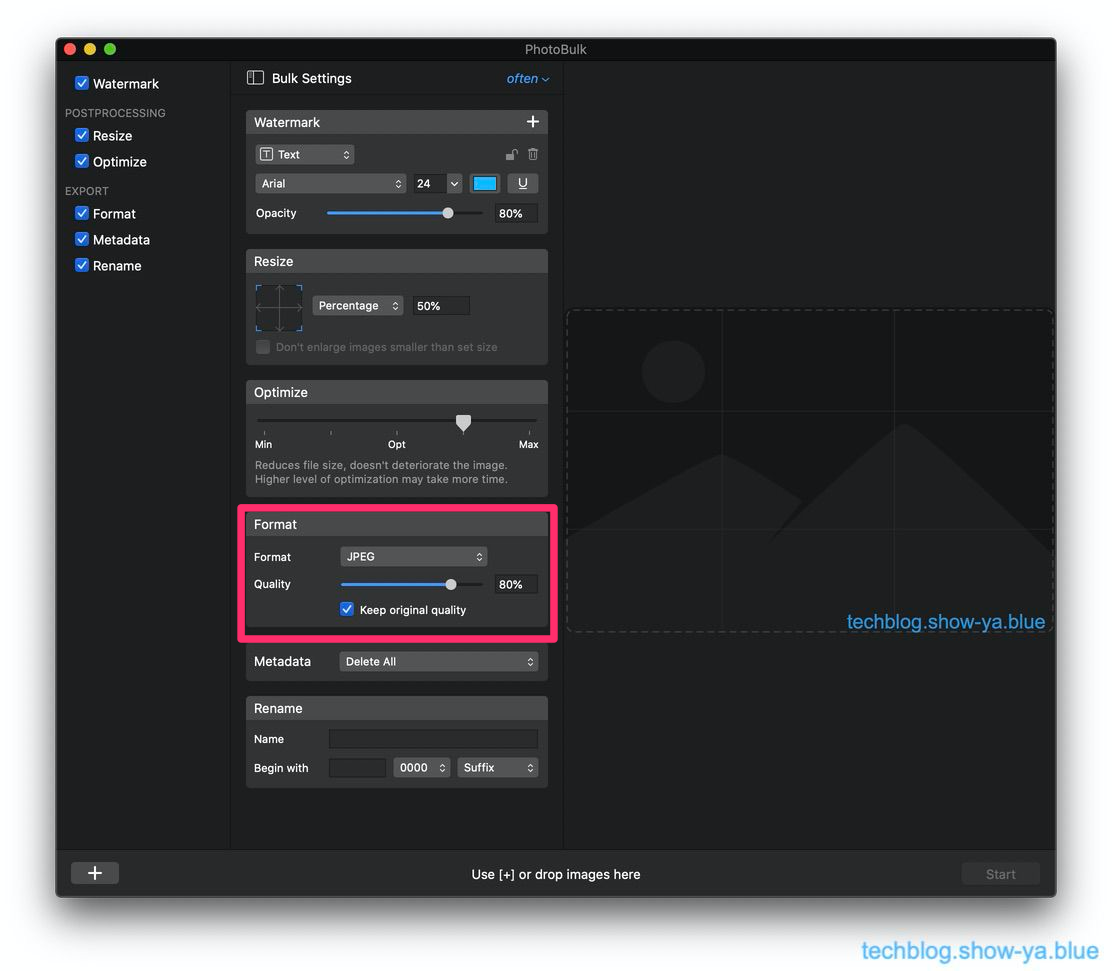 PhotoBulk
Watermark
POSTPROCESSING
Resize
Optimize
EXPORT
Format
Metadata
Rename
Bulk Settings often
Watermark
T Text
Arial 24 U
Opacity 80%
Resize
Percentage 50%
Don't enlarge images smaller than set size
Optimize
Min Opt Max
Reduces file size, doesn't deteriorate the image.
Higher level of optimization may take more time.
Format
Format JPEG
Quality 80%
Keep original quality
Metadata Delete All
Rename
Name
Begin with 0000 Suffix
techblog.show-ya.blue
Use [+] or drop images here
Start
techblog.show-ya.blue